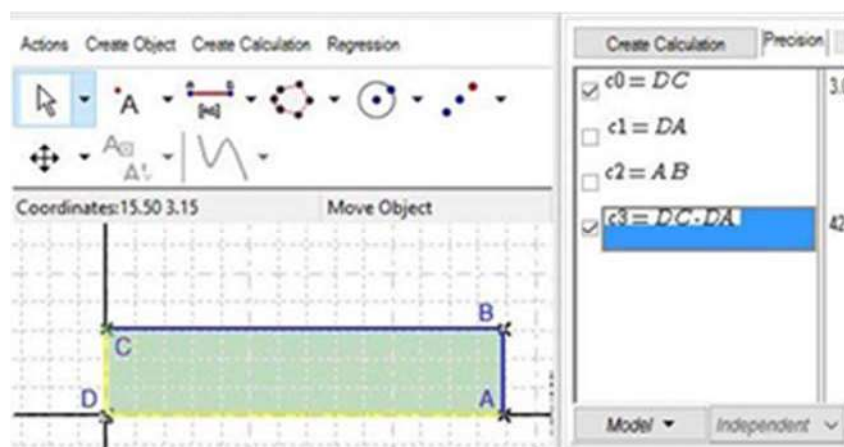 Actions Create Object Create Calculation Regression
Create Calculation Precision
A
Coordinates:15.50 3.15 Move Object
c0 = DC
c1 = DA
c2 = AB
c3 = DC·DA
42
B
C
D
A
Model Independent